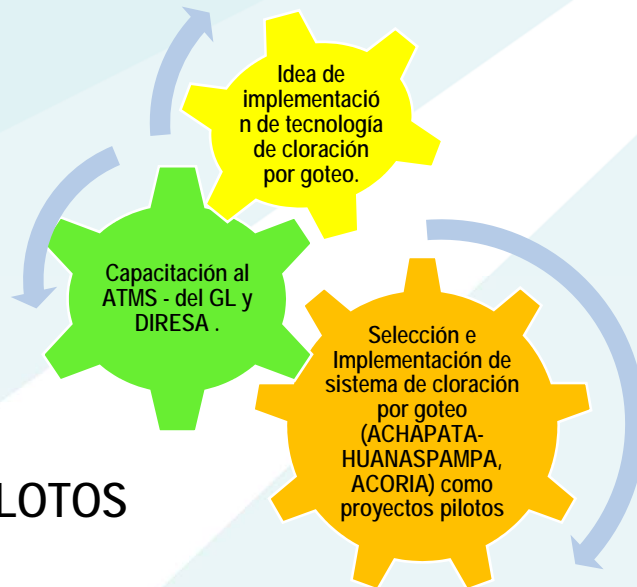 Idea de
implementació
n de tecnología
de cloración
por goteo.
Capacitación al
ATMS - del GL y
DIRESA .
Selección e
Implementación de
sistema de cloración
por goteo
(ACHAPATA-
HUANASPAMPA,
ACORIA) como
proyectos pilotos
LOTOS